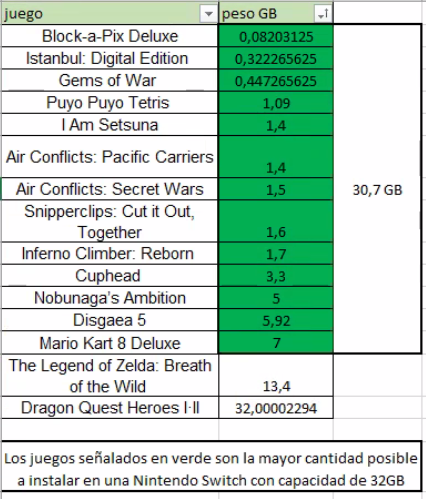 juego peso GB
Block-a-Pix Deluxe 0,08203125
Istanbul: Digital Edition 0,322265625
Gems of War 0,447265625
Puyo Puyo Tetris 1,09
I Am Setsuna 1,4
Air Conflicts: Pacific Carriers 1,4
Air Conflicts: Secret Wars 1,5 30,7 GB
Snipperclips: Cut it Out,
Together 1,6
Inferno Climber: Reborn 1,7
Cuphead 3,3
Nobunaga's Ambition 5
Disgaea 5 5,92
Mario Kart 8 Deluxe 7
The Legend of Zelda: Breath
of the Wild 13,4
Dragon Quest Heroes I·II 32,00002294
Los juegos señalados en verde son la mayor cantidad posible
a instalar en una Nintendo Switch con capacidad de 32GB